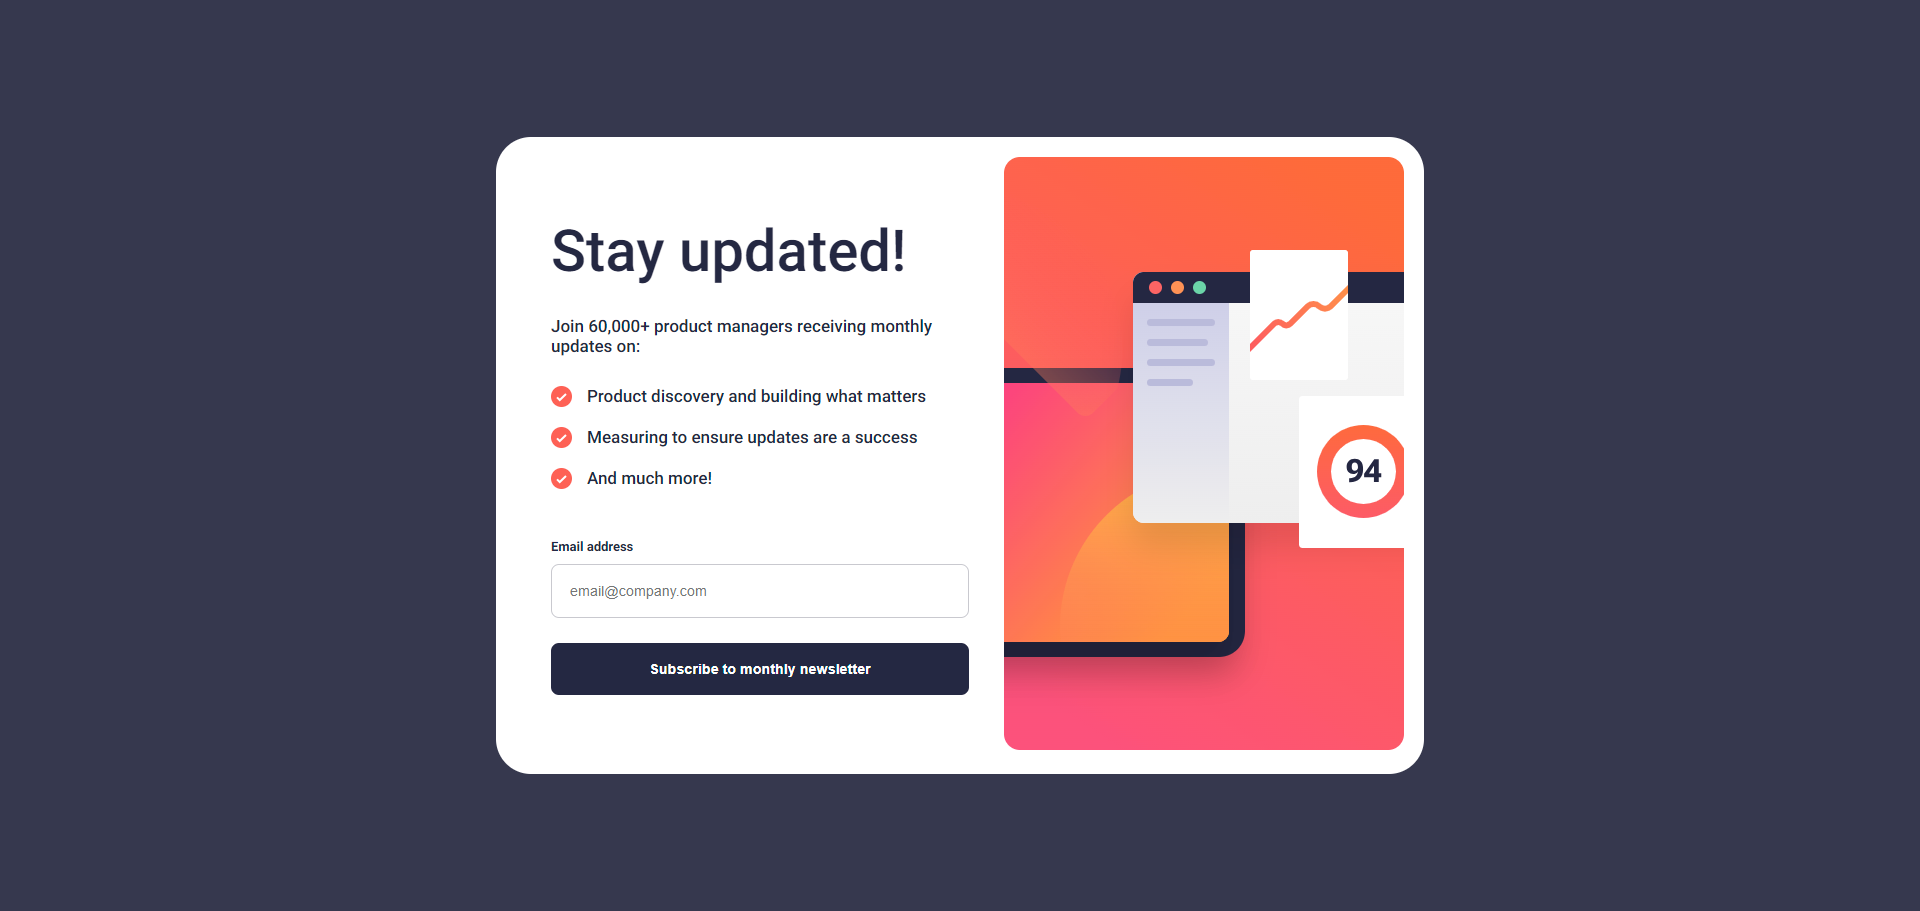 Stay updated!
Join 60,000+ product managers receiving monthly
updates on:
Product discovery and building what matters
Measuring to ensure updates are a success
And much more!
Email address
email@company.com
Subscribe to monthly newsletter
94